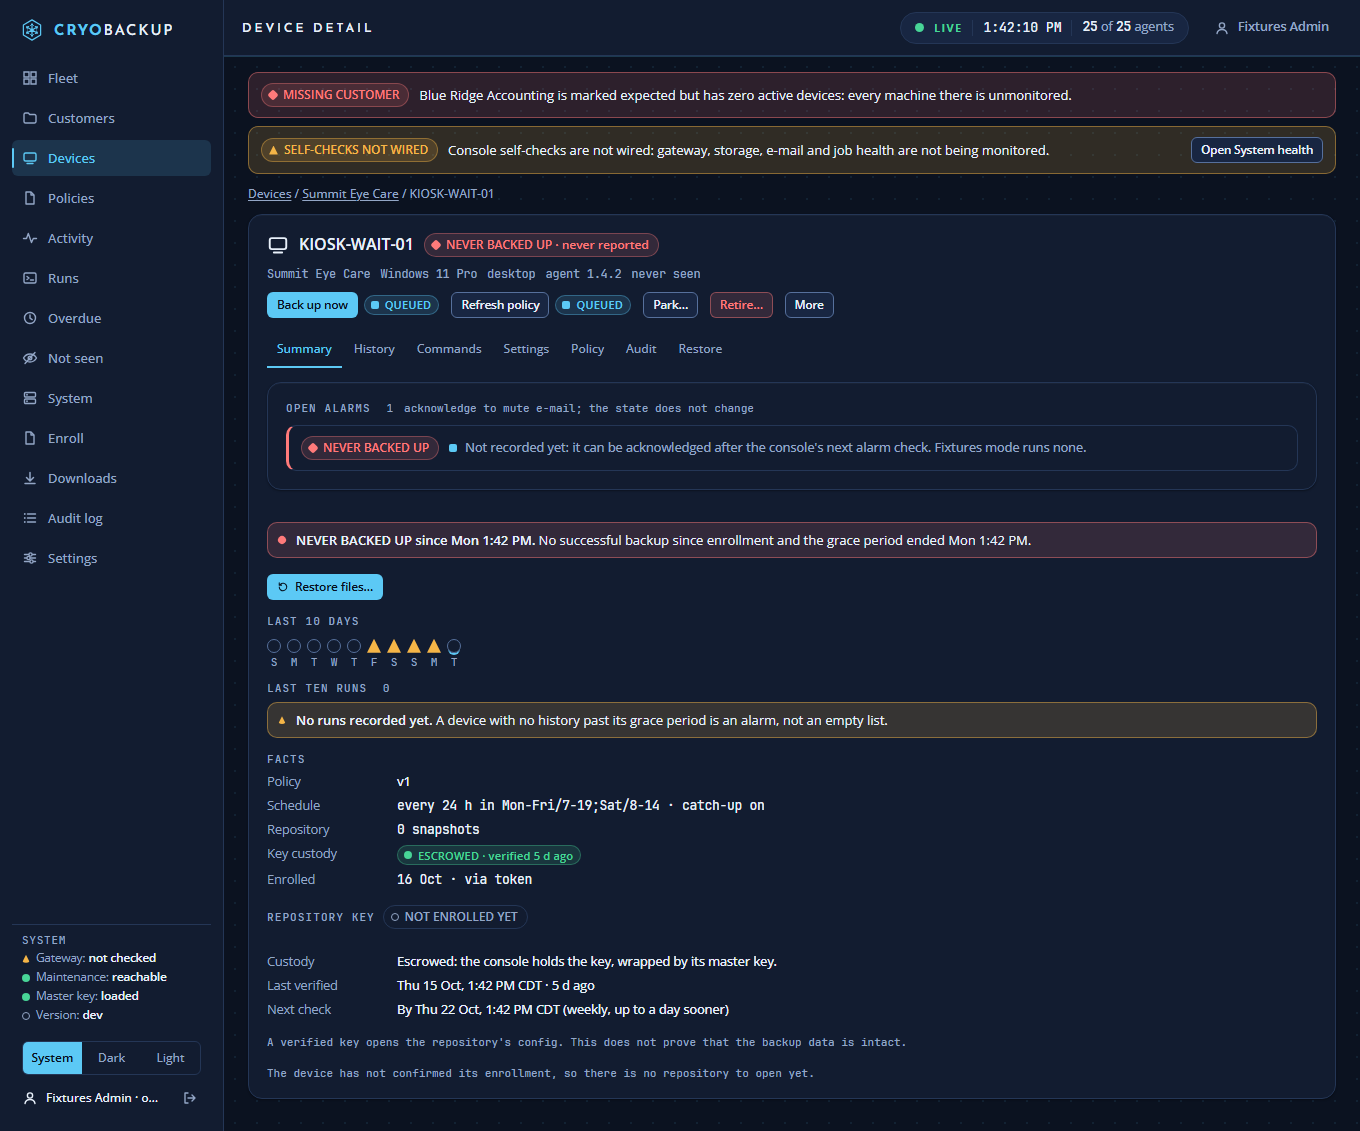 CRYOBACKUP
DEVICE DETAIL
LIVE 1:42:10 PM 25 of 25 agents
Fixtures Admin
Fleet
Customers
Devices
Policies
Activity
Runs
Overdue
Not seen
System
Enroll
Downloads
Audit log
Settings
SYSTEM
Gateway: not checked
Maintenance: reachable
Master key: loaded
Version: dev
System Dark Light
Fixtures Admin · o...
MISSING CUSTOMER Blue Ridge Accounting is marked expected but has zero active devices: every machine there is unmonitored.
SELF-CHECKS NOT WIRED Console self-checks are not wired: gateway, storage, e-mail and job health are not being monitored. Open System health
Devices / Summit Eye Care / KIOSK-WAIT-01
KIOSK-WAIT-01 NEVER BACKED UP · never reported
Summit Eye Care Windows 11 Pro desktop agent 1.4.2 never seen
Back up now QUEUED Refresh policy QUEUED Park... Retire... More
Summary History Commands Settings Policy Audit Restore
OPEN ALARMS 1 acknowledge to mute e-mail; the state does not change
NEVER BACKED UP Not recorded yet: it can be acknowledged after the console's next alarm check. Fixtures mode runs none.
NEVER BACKED UP since Mon 1:42 PM. No successful backup since enrollment and the grace period ended Mon 1:42 PM.
Restore files...
LAST 10 DAYS
S M T W T F S S M T
LAST TEN RUNS 0
No runs recorded yet. A device with no history past its grace period is an alarm, not an empty list.
FACTS
Policy v1
Schedule every 24 h in Mon-Fri/7-19;Sat/8-14 · catch-up on
Repository 0 snapshots
Key custody ESCROWED · verified 5 d ago
Enrolled 16 Oct · via token
REPOSITORY KEY NOT ENROLLED YET
Custody Escrowed: the console holds the key, wrapped by its master key.
Last verified Thu 15 Oct, 1:42 PM CDT · 5 d ago
Next check By Thu 22 Oct, 1:42 PM CDT (weekly, up to a day sooner)
A verified key opens the repository's config. This does not prove that the backup data is intact.
The device has not confirmed its enrollment, so there is no repository to open yet.